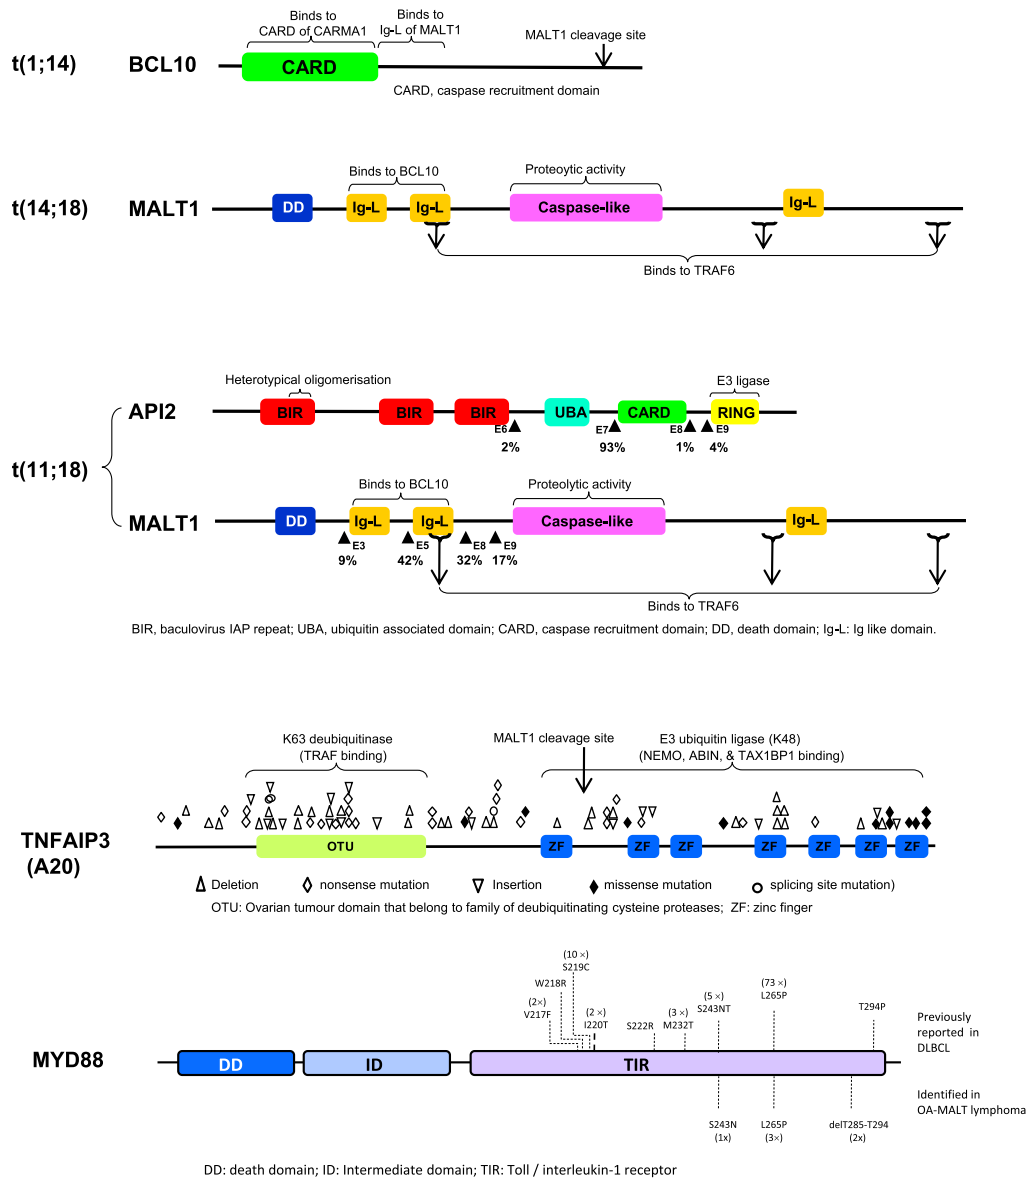 Binds to
CARD of CARMA1
Binds to
Ig-L of MALT1
MALT1 cleavage site
t(1;14)
BCL10
CARD
CARD, caspase recruitment domain
Binds to BCL10
Proteoytic activity
t(14;18)
MALT1
DD
Ig-L
Ig-L
Caspase-like
Ig-L
Binds to TRAF6
Heterotypical oligomerisation
E3 ligase
API2
BIR
BIR
BIR
UBA
CARD
RING
E6
E7
E8
E9
2%
93%
1%
4%
t(11;18)
Binds to BCL10
Proteolytic activity
MALT1
DD
Ig-L
Ig-L
Caspase-like
Ig-L
E3
E5
E8
E9
9%
42%
32%
17%
Binds to TRAF6
BIR, baculovirus IAP repeat; UBA, ubiquitin associated domain; CARD, caspase recruitment domain; DD, death domain; Ig-L: Ig like domain.
K63 deubiquitinase
(TRAF binding)
MALT1 cleavage site
E3 ubiquitin ligase (K48)
(NEMO, ABIN, & TAX1BP1 binding)
TNFAIP3
(A20)
OTU
ZF
ZF
ZF
ZF
ZF
ZF
ZF
Deletion
nonsense mutation
Insertion
missense mutation
splicing site mutation)
OTU: Ovarian tumour domain that belong to family of deubiquitinating cysteine proteases; ZF: zinc finger
(10 ×)
S219C
W218R
(2×)
V217F
(2 ×)
I220T
S222R
(3 ×)
M232T
(5 ×)
S243NT
(73 ×)
L265P
T294P
Previously
reported in
DLBCL
MYD88
DD
ID
TIR
Identified in
OA-MALT lymphoma
S243N
(1x)
L265P
(3×)
delT285-T294
(2x)
DD: death domain; ID: Intermediate domain; TIR: Toll / interleukin-1 receptor